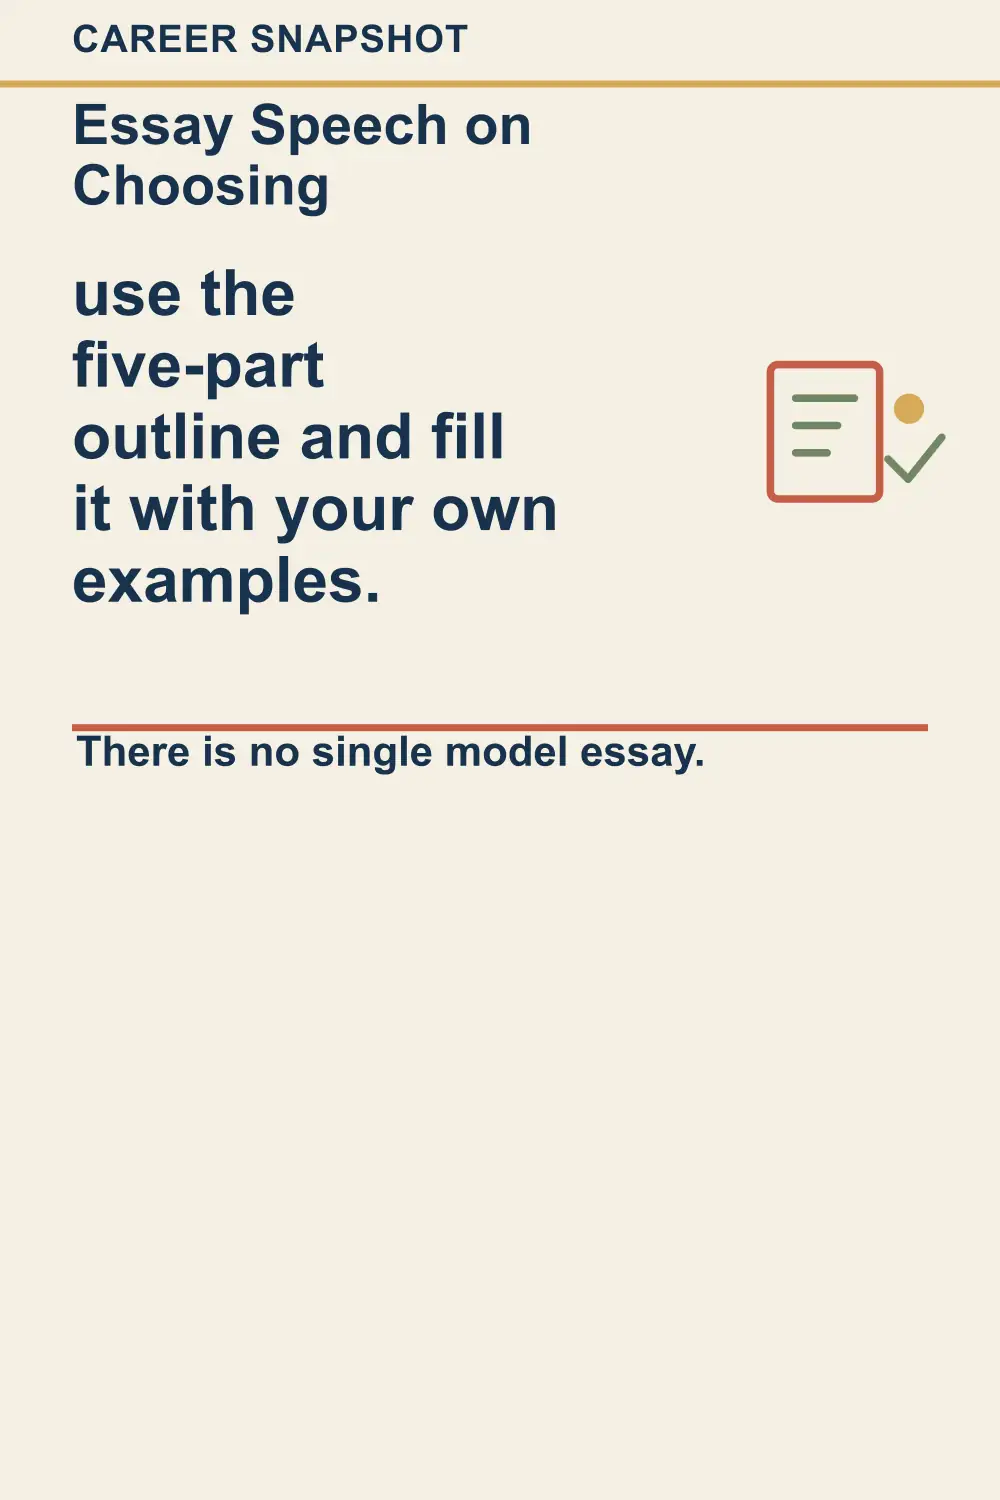 CAREER SNAPSHOT
Essay Speech on
Choosing
use the
five-part
outline and fill
it with your own
examples.
There is no single model essay.